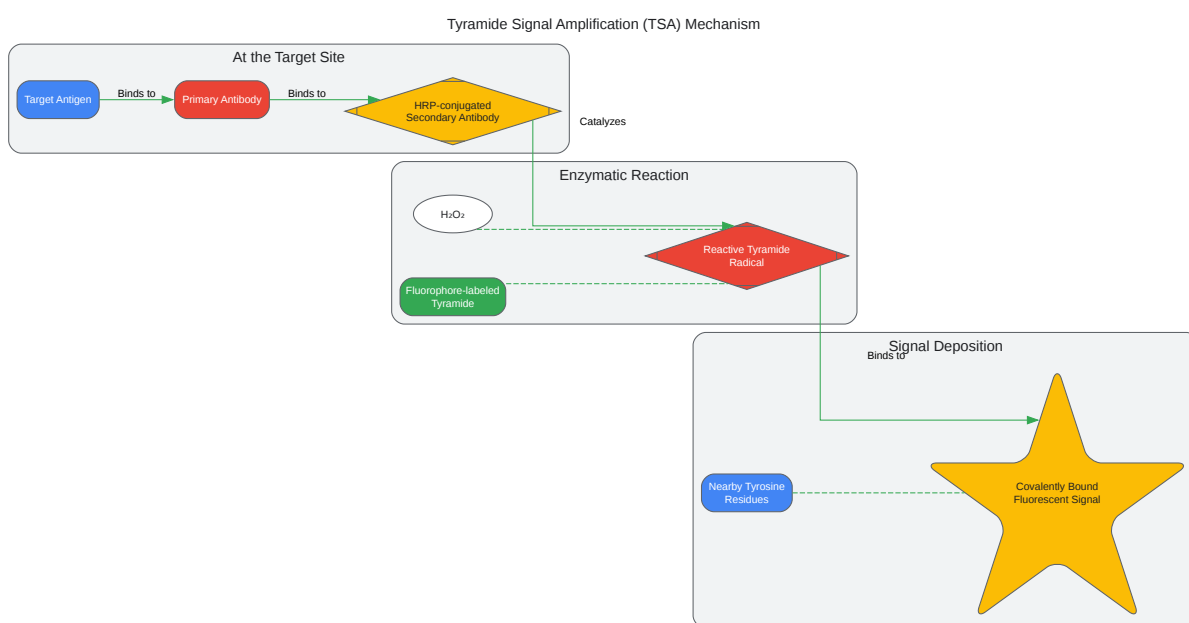 Tyramide Signal Amplification (TSA) Mechanism
At the Target Site
Target Antigen
Binds to
Primary Antibody
Binds to
HRP-conjugated
Secondary Antibody
Catalyzes
Enzymatic Reaction
H₂O₂
Reactive Tyramide
Radical
Fluorophore-labeled
Tyramide
Signal Deposition
Binds to
Nearby Tyrosine
Residues
Covalently Bound
Fluorescent Signal